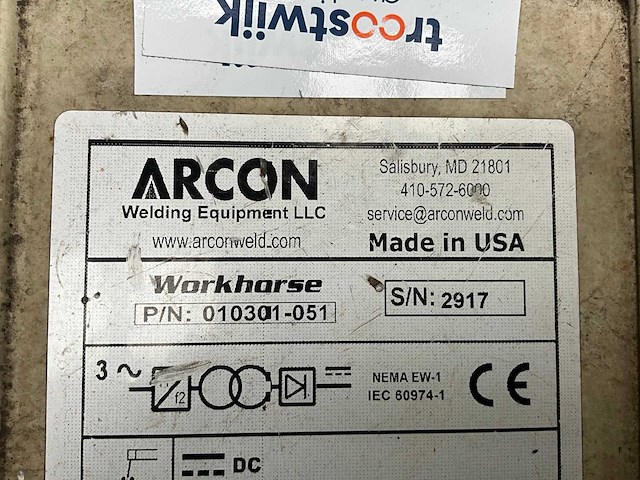 troostwijk
ARCON
Welding Equipment LLC
www.arconweld.com
Salisbury, MD 21801
410-572-6000
service@arconweld.com
Made in USA
Workhorse
P/N: 010301-051
S/N: 2917
3 ~
f2
NEMA EW-1
IEC 60974-1
CE
DC